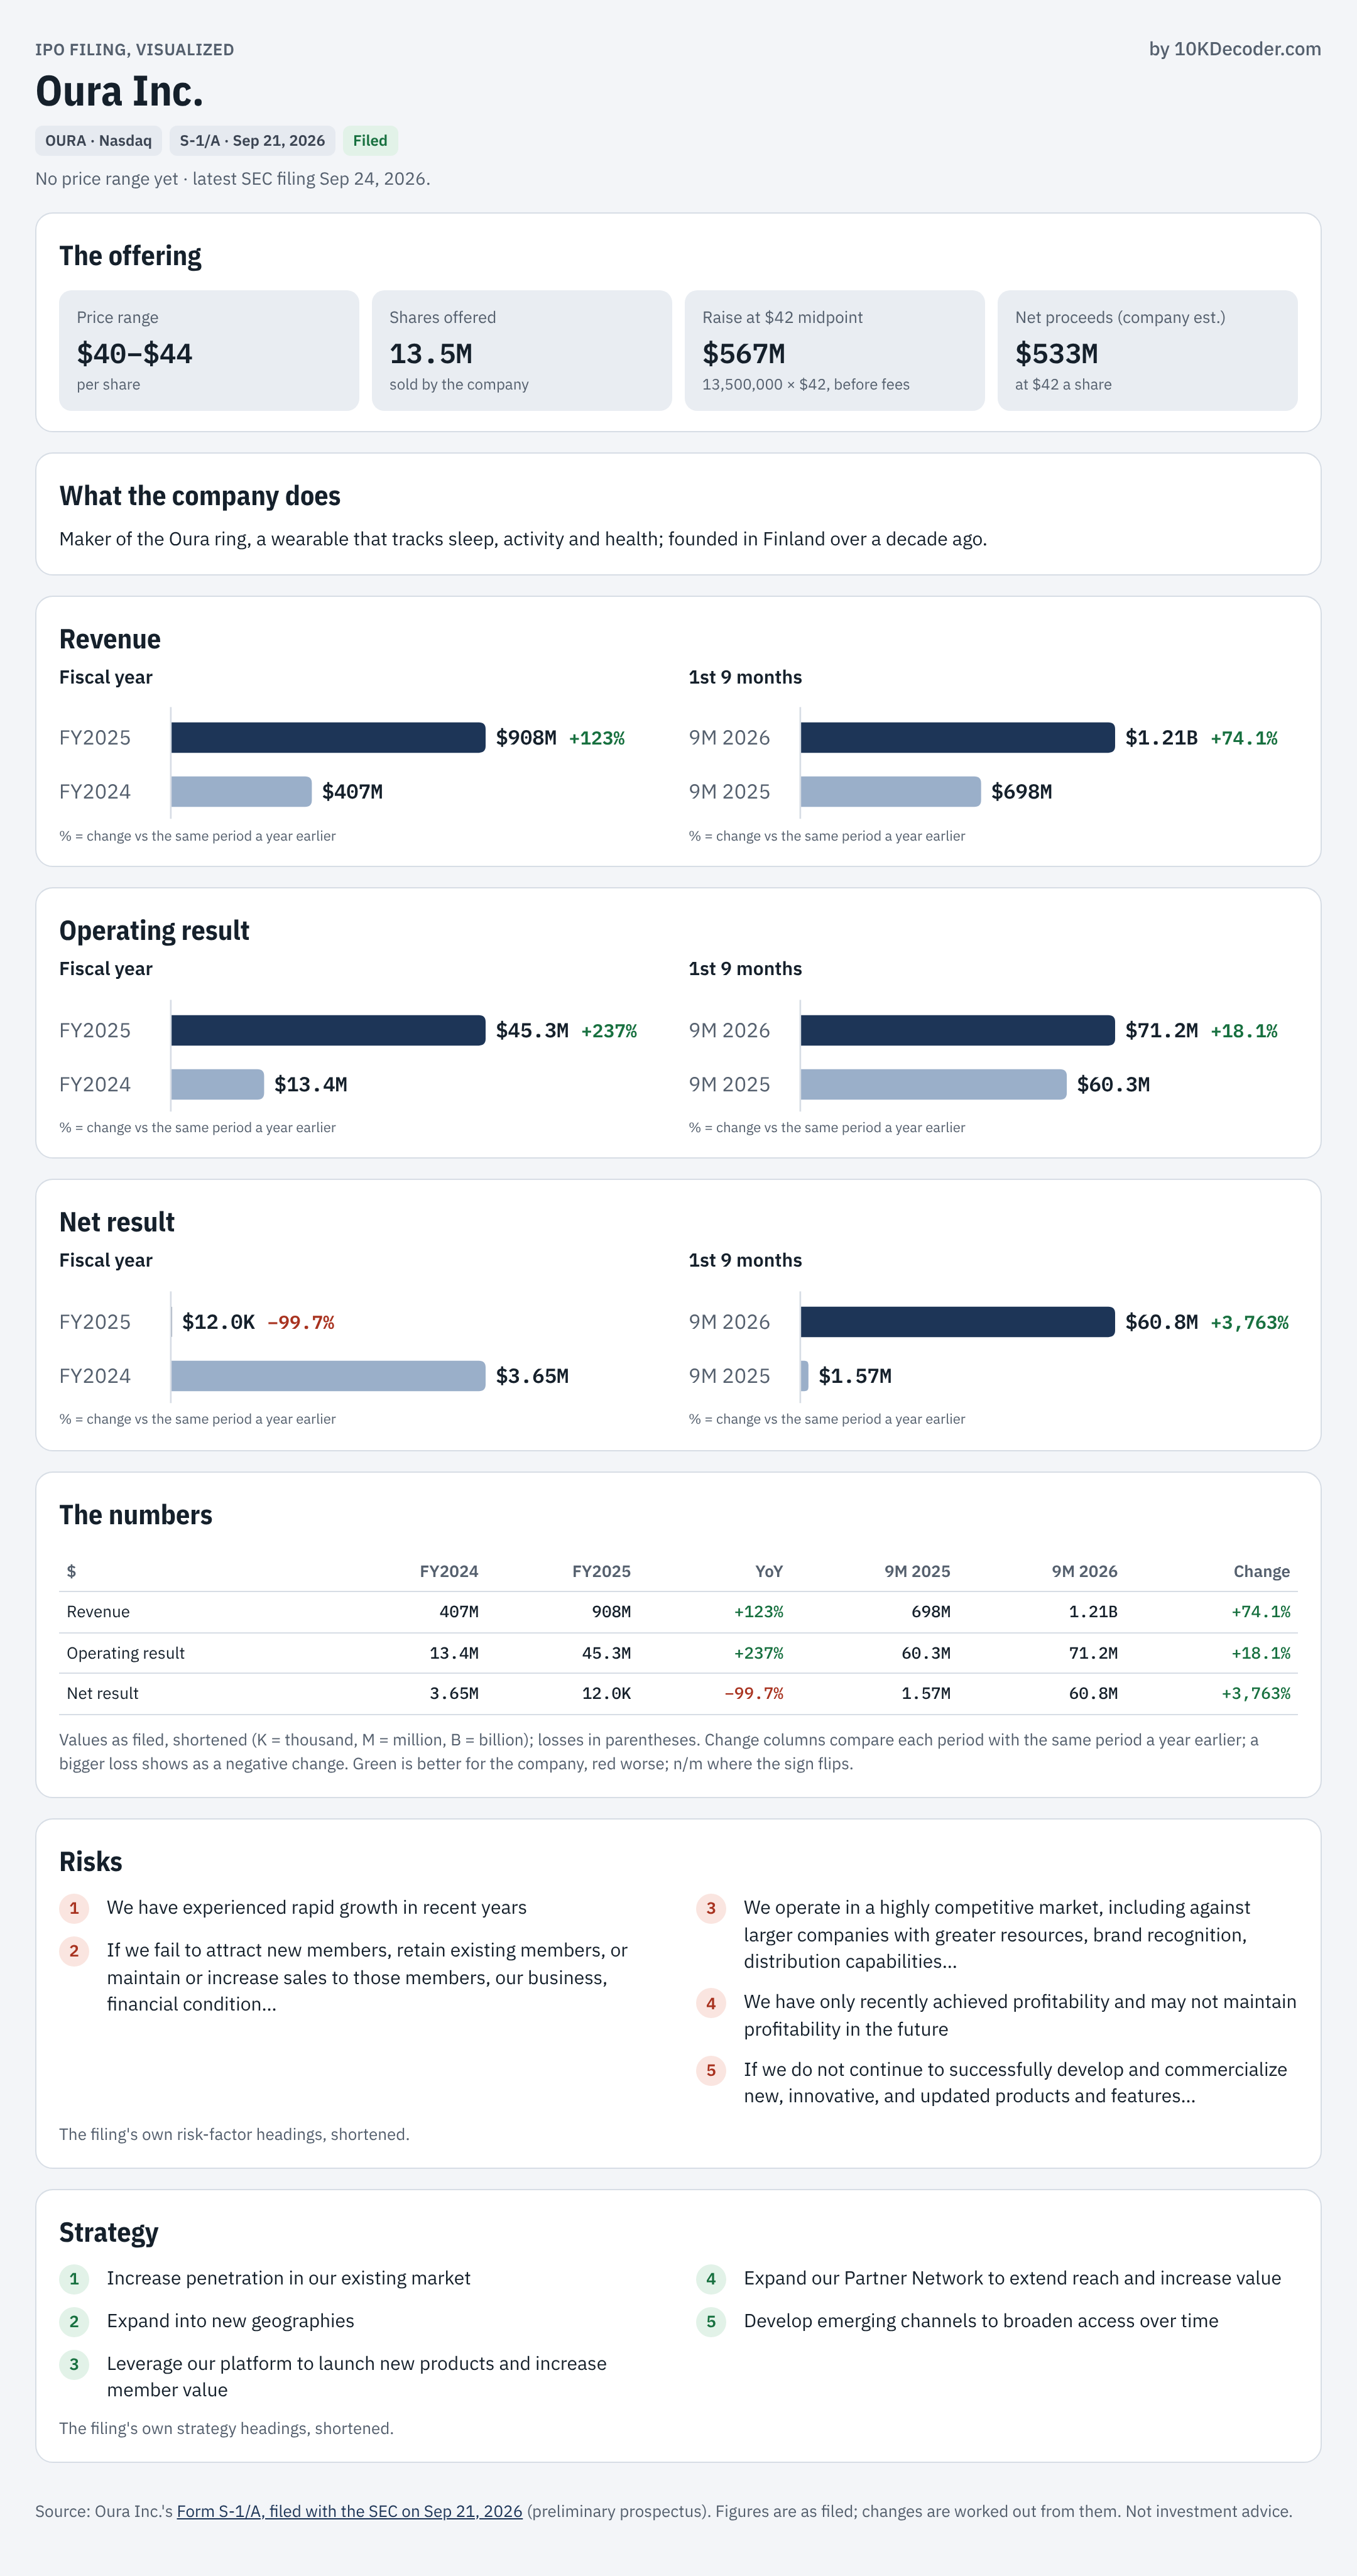 IPO FILING, VISUALIZED
by 10KDecoder.com
Oura Inc.
OURA · Nasdaq
S-1/A · Sep 21, 2026
Filed
No price range yet · latest SEC filing Sep 24, 2026.
The offering
Price range
$40–$44
per share
Shares offered
13.5M
sold by the company
Raise at $42 midpoint
$567M
13,500,000 × $42, before fees
Net proceeds (company est.)
$533M
at $42 a share
What the company does
Maker of the Oura ring, a wearable that tracks sleep, activity and health; founded in Finland over a decade ago.
Revenue
Fiscal year
FY2025 $908M +123%
FY2024 $407M
% = change vs the same period a year earlier
1st 9 months
9M 2026 $1.21B +74.1%
9M 2025 $698M
% = change vs the same period a year earlier
Operating result
Fiscal year
FY2025 $45.3M +237%
FY2024 $13.4M
% = change vs the same period a year earlier
1st 9 months
9M 2026 $71.2M +18.1%
9M 2025 $60.3M
% = change vs the same period a year earlier
Net result
Fiscal year
FY2025 $12.0K −99.7%
FY2024 $3.65M
% = change vs the same period a year earlier
1st 9 months
9M 2026 $60.8M +3,763%
9M 2025 $1.57M
% = change vs the same period a year earlier
The numbers
$ FY2024 FY2025 YoY 9M 2025 9M 2026 Change
Revenue 407M 908M +123% 698M 1.21B +74.1%
Operating result 13.4M 45.3M +237% 60.3M 71.2M +18.1%
Net result 3.65M 12.0K −99.7% 1.57M 60.8M +3,763%
Values as filed, shortened (K = thousand, M = million, B = billion); losses in parentheses. Change columns compare each period with the same period a year earlier; a
bigger loss shows as a negative change. Green is better for the company, red worse; n/m where the sign flips.
Risks
1 We have experienced rapid growth in recent years
2 If we fail to attract new members, retain existing members, or
maintain or increase sales to those members, our business,
financial condition...
3 We operate in a highly competitive market, including against
larger companies with greater resources, brand recognition,
distribution capabilities...
4 We have only recently achieved profitability and may not maintain
profitability in the future
5 If we do not continue to successfully develop and commercialize
new, innovative, and updated products and features...
The filing's own risk-factor headings, shortened.
Strategy
1 Increase penetration in our existing market
2 Expand into new geographies
3 Leverage our platform to launch new products and increase
member value
4 Expand our Partner Network to extend reach and increase value
5 Develop emerging channels to broaden access over time
The filing's own strategy headings, shortened.
Source: Oura Inc.'s Form S-1/A, filed with the SEC on Sep 21, 2026 (preliminary prospectus). Figures are as filed; changes are worked out from them. Not investment advice.